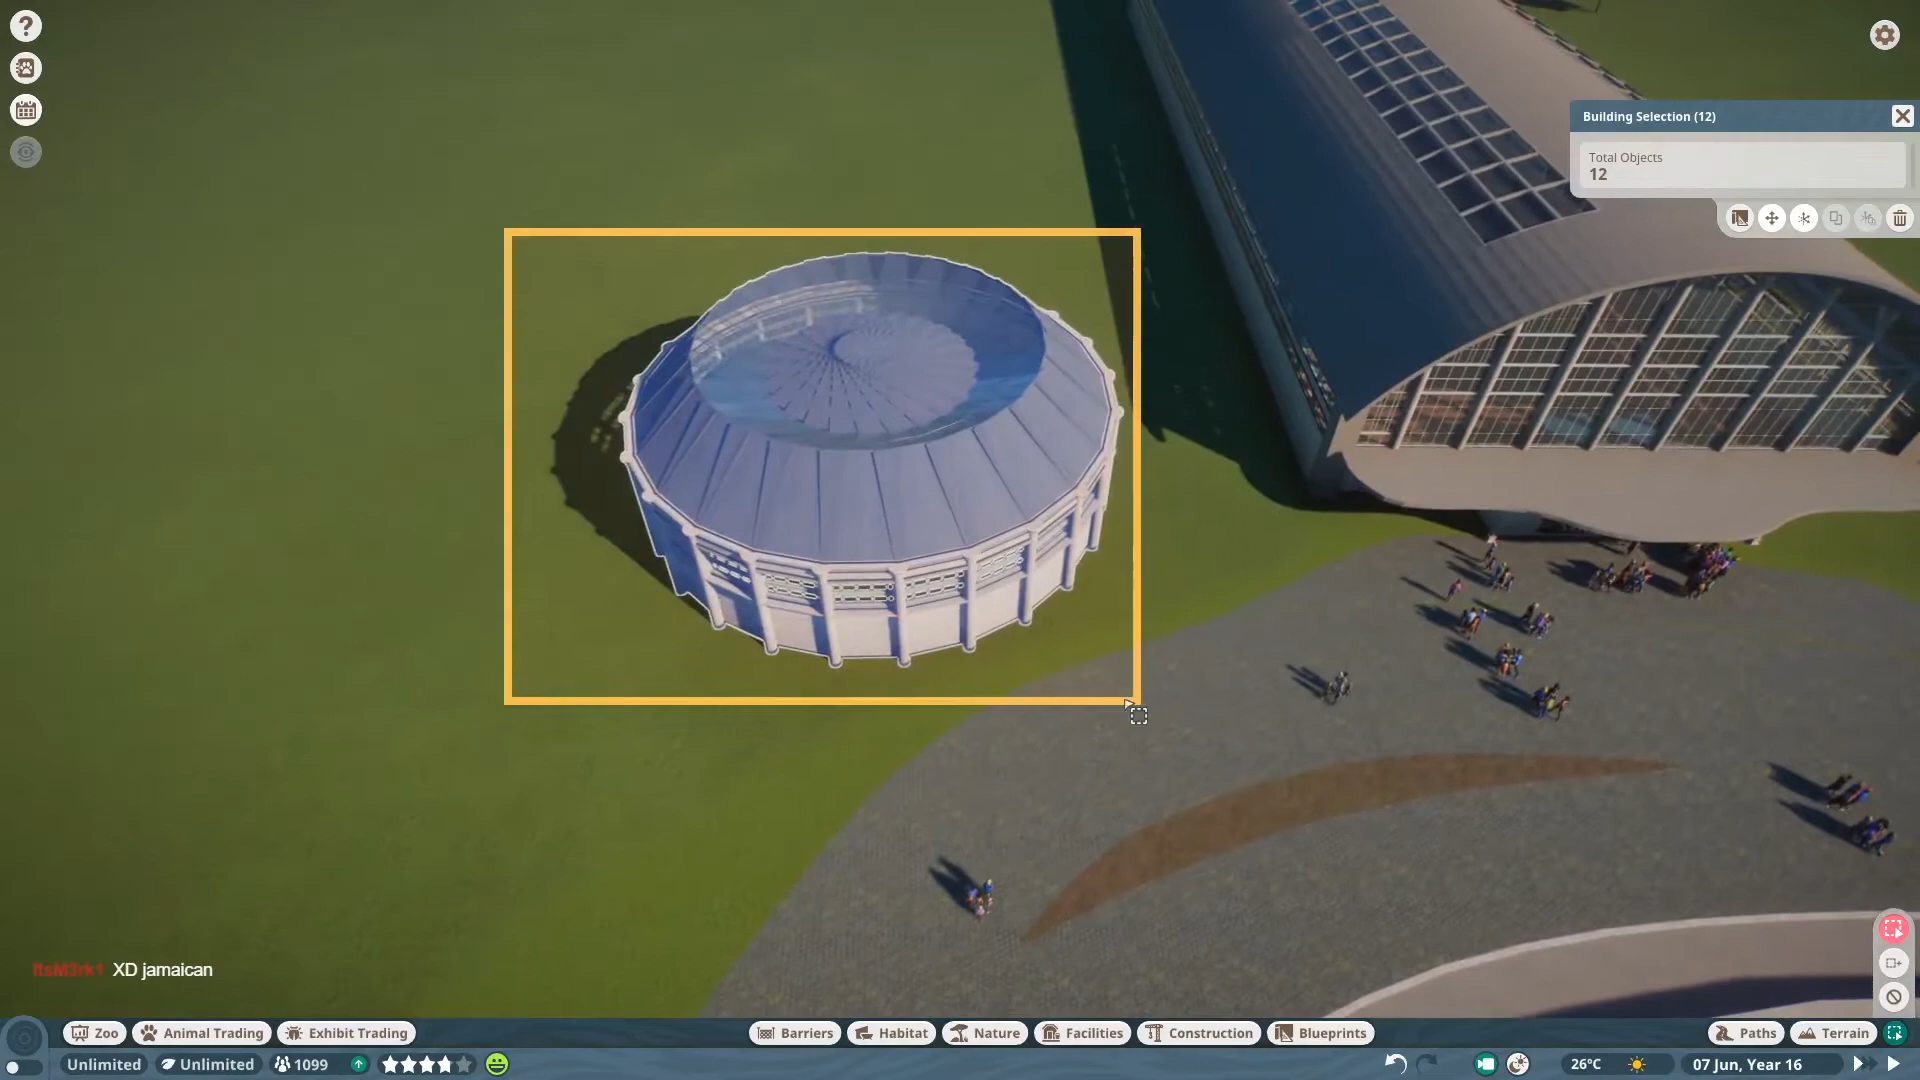 Building Selection (12)
Total Objects
12
ItsM3rk1 XD jamaican
Zoo
Animal Trading
Exhibit Trading
Barriers
Habitat
Nature
Facilities
Construction
Blueprints
Paths
Terrain
Unlimited
Unlimited
1099
26°C
07 Jun, Year 16